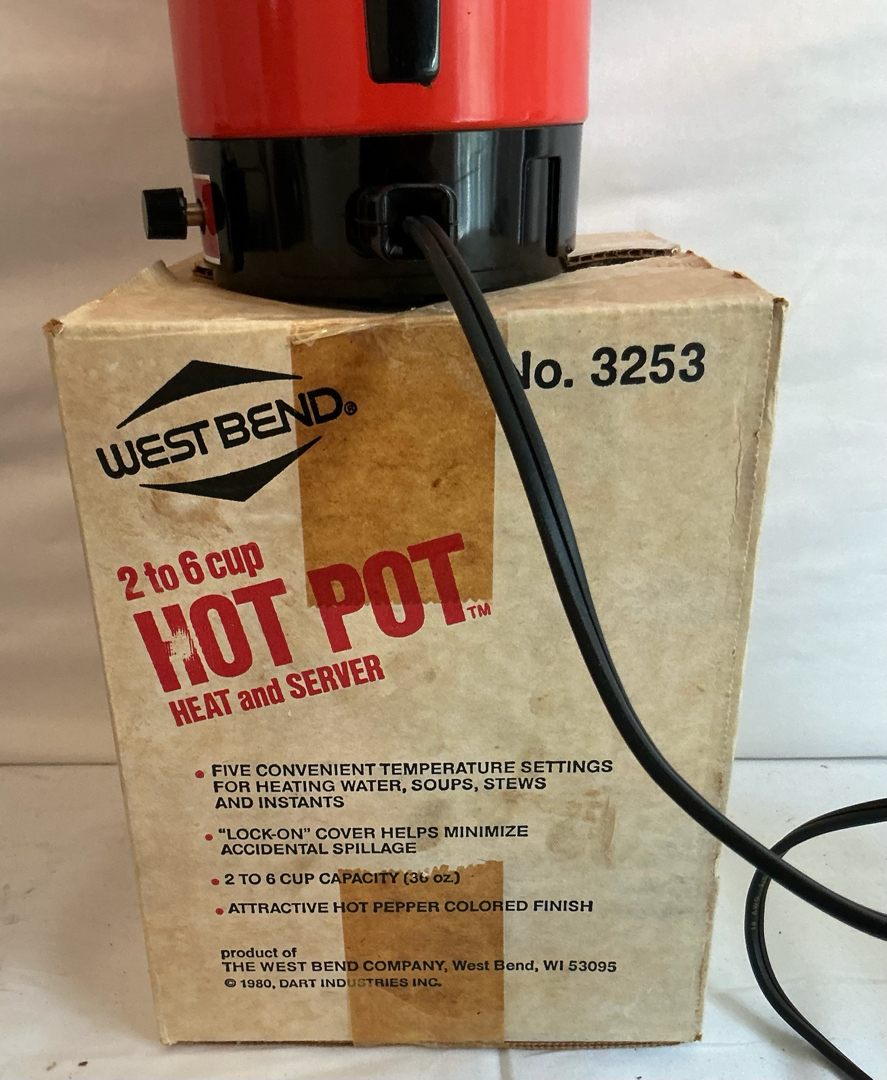 WEST BEND®
No. 3253
2 to 6 cup
HOT POT™
HEAT and SERVER
• FIVE CONVENIENT TEMPERATURE SETTINGS
FOR HEATING WATER, SOUPS, STEWS
AND INSTANTS
• "LOCK-ON" COVER HELPS MINIMIZE
ACCIDENTAL SPILLAGE
• 2 TO 6 CUP CAPACITY (36 oz.)
• ATTRACTIVE HOT PEPPER COLORED FINISH
product of
THE WEST BEND COMPANY, West Bend, WI 53095
© 1980, DART INDUSTRIES INC.